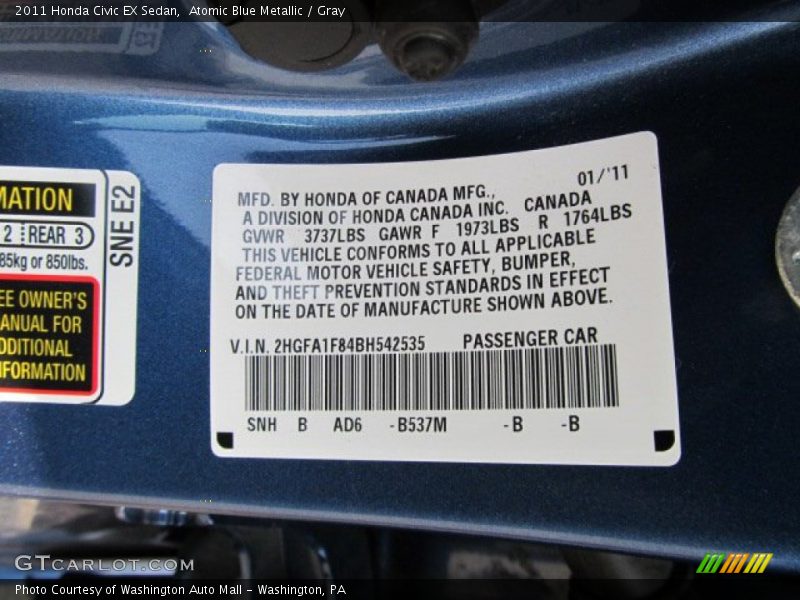 2011 Honda Civic EX Sedan, Atomic Blue Metallic / Gray
MATION
2 REAR 3
85kg or 850lbs.
EE OWNER'S
ANUAL FOR
DDITIONAL
NFORMATION
SNE E2
01/'11
MFD. BY HONDA OF CANADA MFG.,
A DIVISION OF HONDA CANADA INC. CANADA
GVWR 3737LBS GAWR F 1973LBS R 1764LBS
THIS VEHICLE CONFORMS TO ALL APPLICABLE
FEDERAL MOTOR VEHICLE SAFETY, BUMPER,
AND THEFT PREVENTION STANDARDS IN EFFECT
ON THE DATE OF MANUFACTURE SHOWN ABOVE.
V.I.N. 2HGFA1F84BH542535 PASSENGER CAR
SNH B AD6 -B537M -B -B
GTCARLOT.COM
Photo Courtesy of Washington Auto Mall - Washington, PA